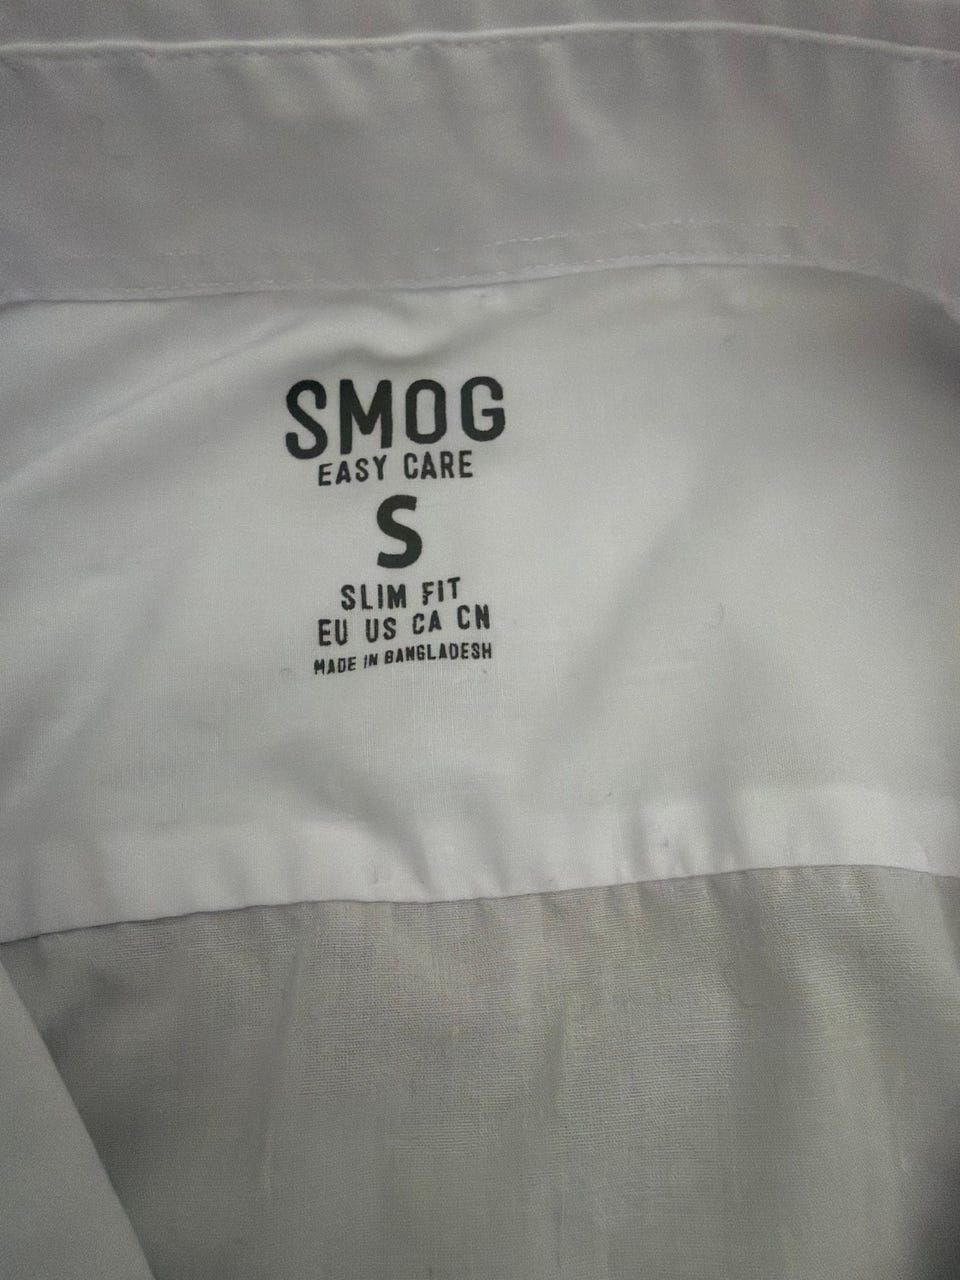 SMOG
EASY CARE
S
SLIM FIT
EU US CA CN
MADE IN BANGLADESH